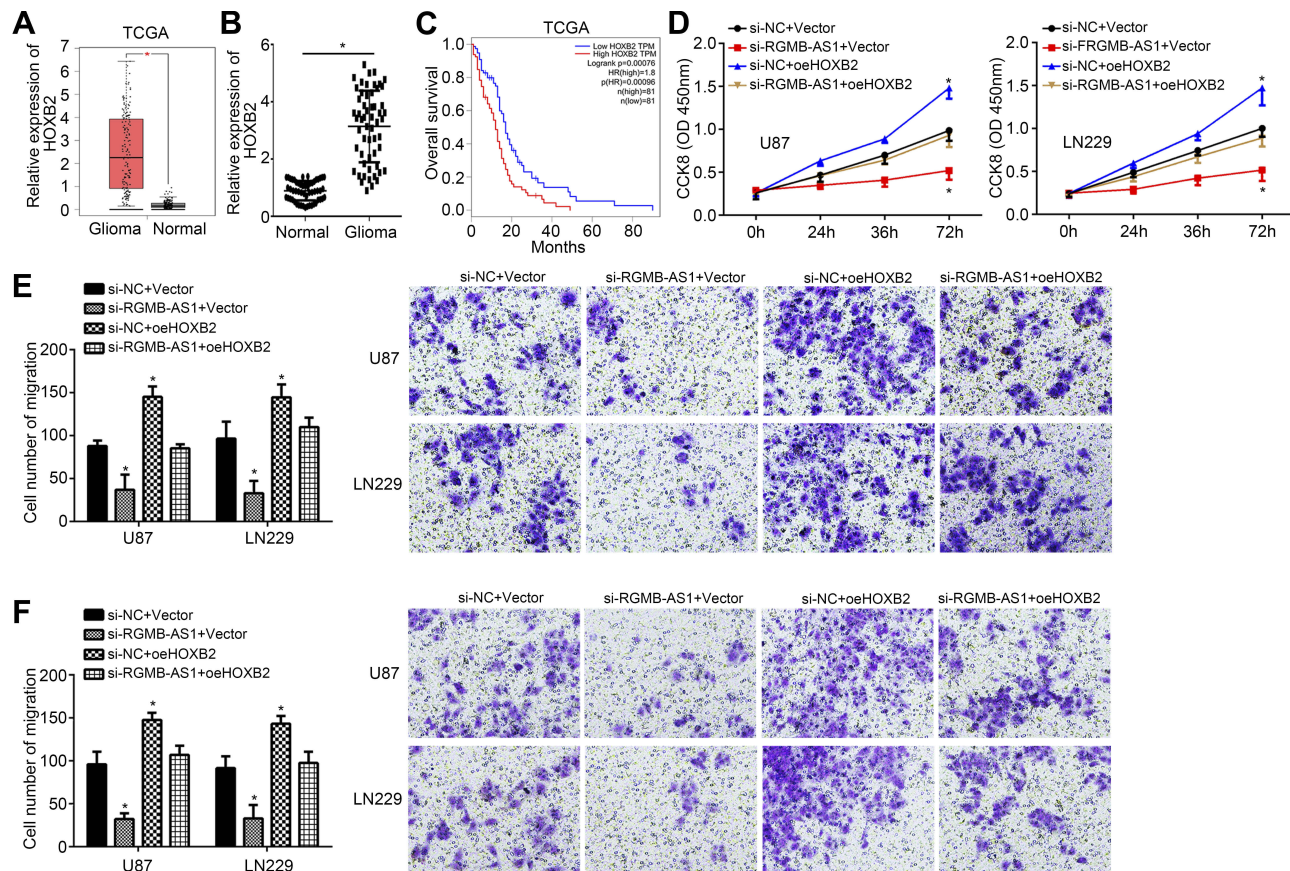 A
TCGA
Relative expression of
HOXB2
7
6
5
4
3
2
1
0
*
Glioma
Normal
B
Relative expression of
HOXB2
6
4
2
0
*
Normal
Glioma
C
TCGA
Overall survival
1.0
0.8
0.6
0.4
0.2
0.0
Low HOXB2 TPM
High HOXB2 TPM
Logrank p=0.00076
HR(high)=1.8
p(HR)=0.00096
n(high)=81
n(low)=81
0 20 40 60 80
Months
D
si-NC+Vector
si-RGMB-AS1+Vector
si-NC+oeHOXB2
si-RGMB-AS1+oeHOXB2
CCK8 (OD 450nm)
2.0
1.5
1.0
0.5
0.0
U87
*
*
0h 24h 36h 72h
si-NC+Vector
si-FRGMB-AS1+Vector
si-NC+oeHOXB2
si-RGMB-AS1+oeHOXB2
CCK8 (OD 450nm)
2.0
1.5
1.0
0.5
0.0
LN229
*
*
0h 24h 36h 72h
E
si-NC+Vector
si-RGMB-AS1+Vector
si-NC+oeHOXB2
si-RGMB-AS1+oeHOXB2
Cell number of migration
200
150
100
50
0
* * * *
U87 LN229
si-NC+Vector si-RGMB-AS1+Vector si-NC+oeHOXB2 si-RGMB-AS1+oeHOXB2
U87
LN229
F
si-NC+Vector
si-RGMB-AS1+Vector
si-NC+oeHOXB2
si-RGMB-AS1+oeHOXB2
Cell number of migration
200
150
100
50
0
* * * *
U87 LN229
si-NC+Vector si-RGMB-AS1+Vector si-NC+oeHOXB2 si-RGMB-AS1+oeHOXB2
U87
LN229